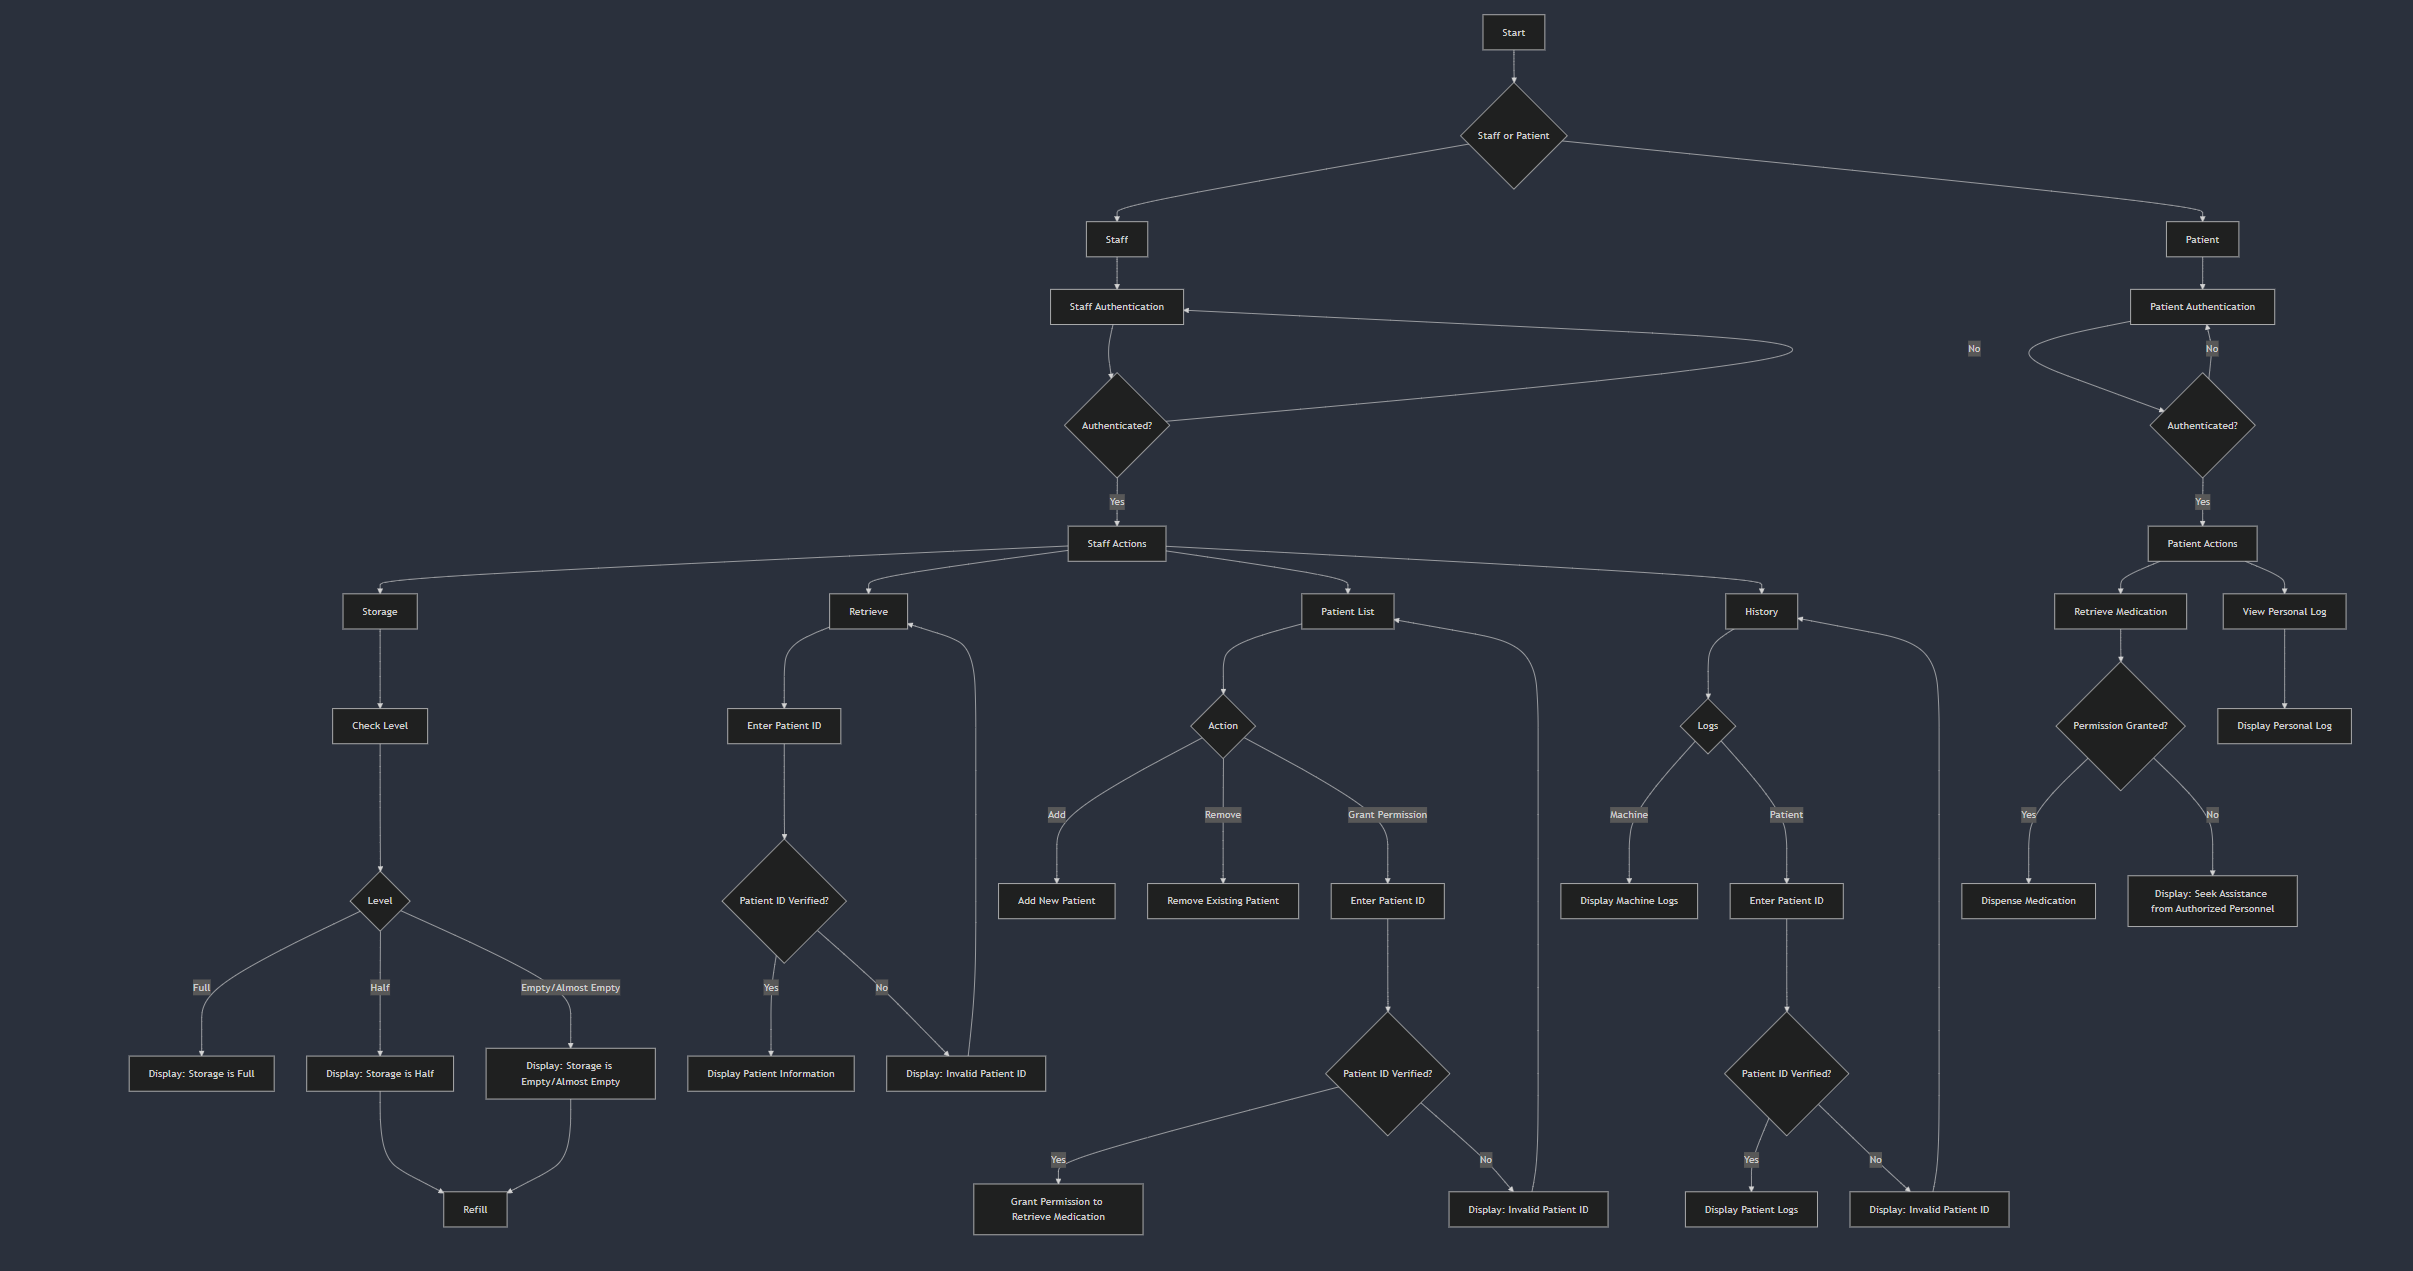 Start
Staff or Patient
Staff
Patient
Staff Authentication
Patient Authentication
No
No
Authenticated?
Authenticated?
Yes
Yes
Staff Actions
Patient Actions
Storage
Retrieve
Patient List
History
Retrieve Medication
View Personal Log
Check Level
Enter Patient ID
Action
Logs
Permission Granted?
Display Personal Log
Add
Remove
Grant Permission
Machine
Patient
Yes
No
Level
Patient ID Verified?
Add New Patient
Remove Existing Patient
Enter Patient ID
Display Machine Logs
Enter Patient ID
Dispense Medication
Display: Seek Assistance
from Authorized Personnel
Full
Half
Empty/Almost Empty
Yes
No
Display: Storage is Full
Display: Storage is Half
Display: Storage is
Empty/Almost Empty
Display Patient Information
Display: Invalid Patient ID
Patient ID Verified?
Patient ID Verified?
Yes
No
Yes
No
Refill
Grant Permission to
Retrieve Medication
Display: Invalid Patient ID
Display Patient Logs
Display: Invalid Patient ID